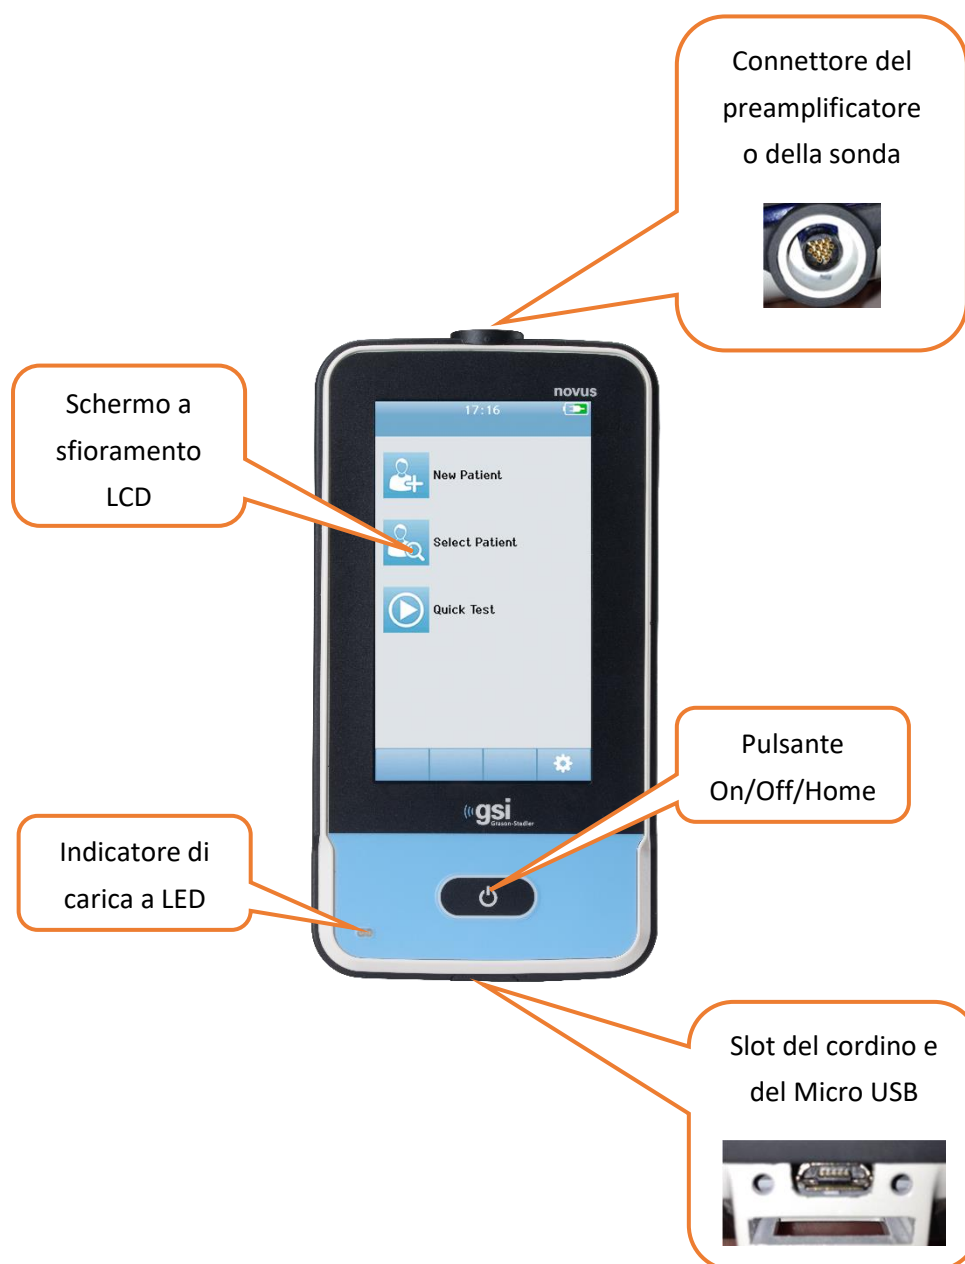 Connettore del
preamplificatore
o della sonda
Schermo a
sfioramento
LCD
novus
17:16
New Patient
Select Patient
Quick Test
Pulsante
On/Off/Home
gsi
Grason-Stadler
Indicatore di
carica a LED
Slot del cordino e
del Micro USB